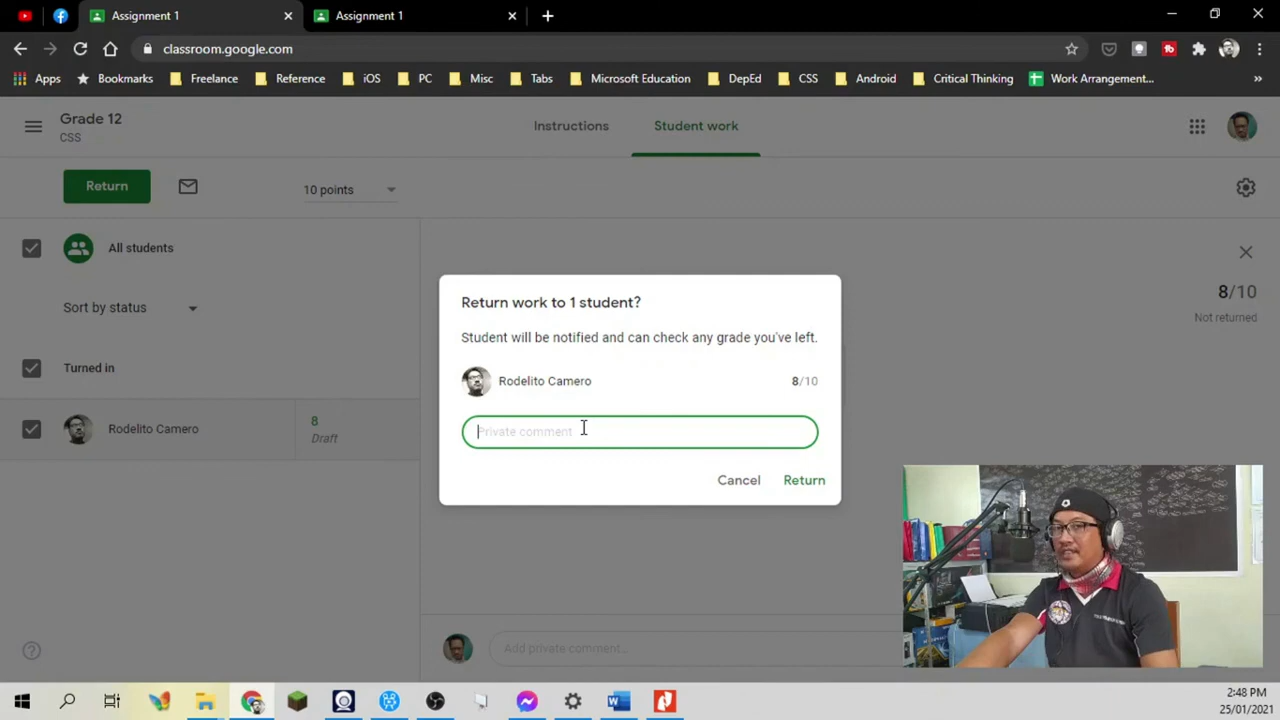 Assignment 1
Assignment 1
classroom.google.com
Apps
Bookmarks
Freelance
Reference
iOS
PC
Misc
Tabs
Microsoft Education
DepEd
CSS
Android
Critical Thinking
Work Arrangement...
Grade 12
CSS
Instructions
Student work
Return
10 points
All students
Sort by status
Turned in
Rodelito Camero
8
Draft
8/10
Not returned
Return work to 1 student?
Student will be notified and can check any grade you've left.
Rodelito Camero
8/10
Private comment
Cancel
Return
Add private comment...
2:48 PM
25/01/2021